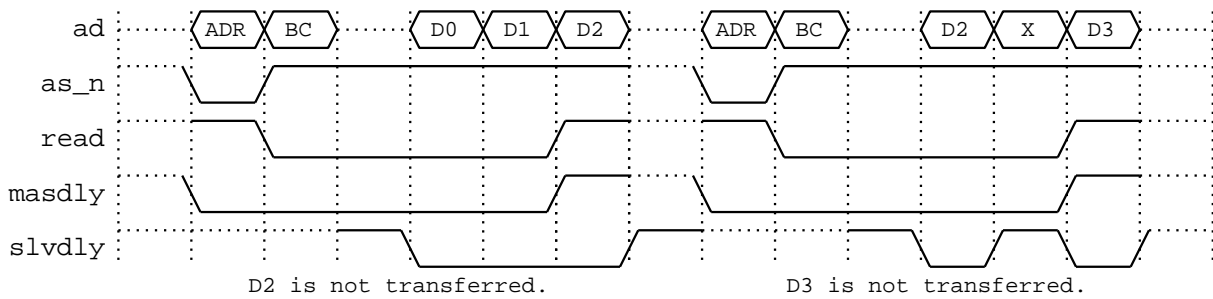 ad ADR BC D0 D1 D2 ADR BC D2 X D3
as_n
read
masdly
slvdly
D2 is not transferred. D3 is not transferred.